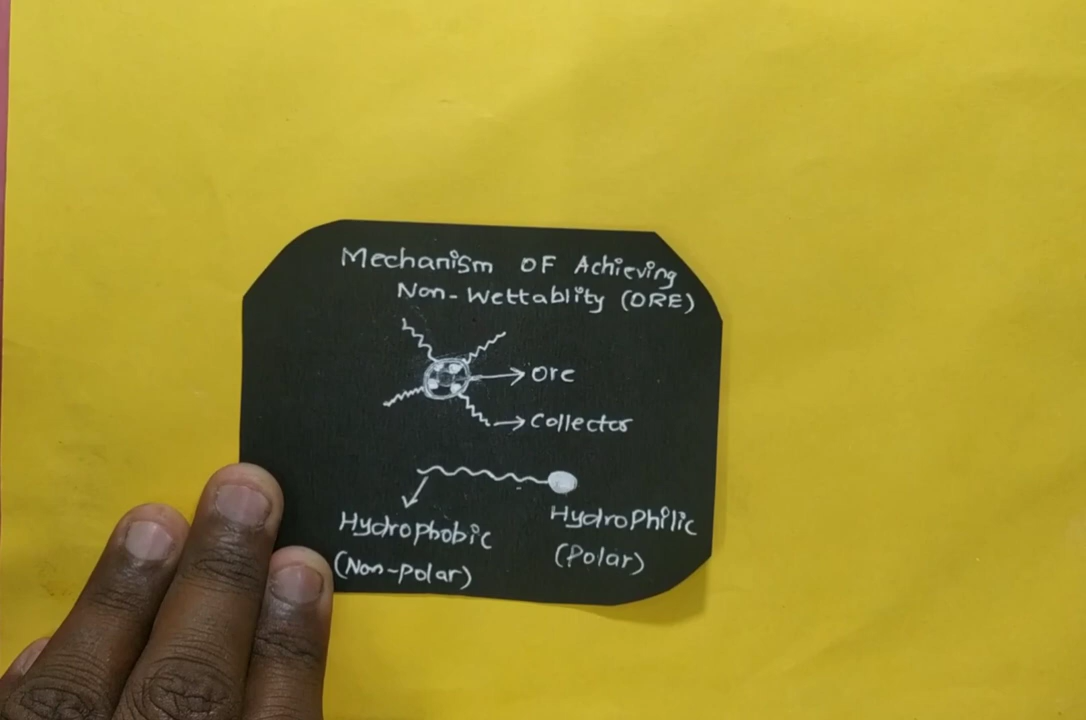 Mechanism OF Achieving
Non-Wettablity (ORE)
Ore
Collector
Hydrophobic
(Non-polar)
HydroPhilic
(Polar)